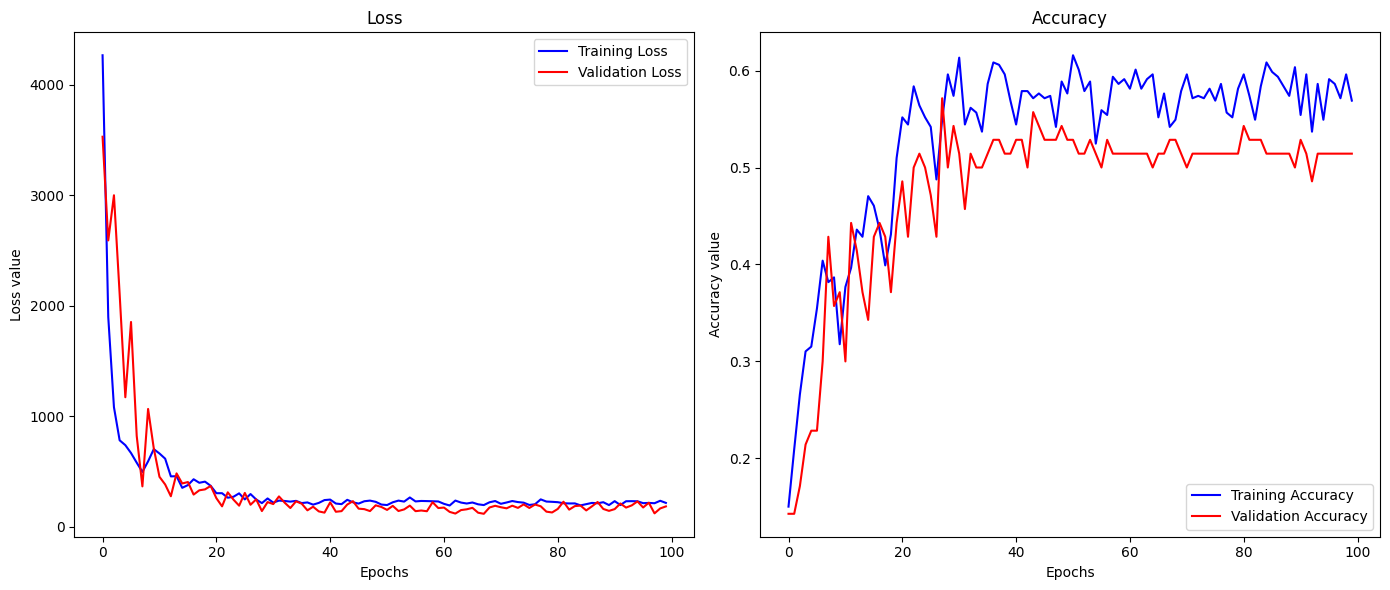 Loss
Training Loss
Validation Loss
4000
3000
2000
1000
0
Loss value
0 20 40 60 80 100
Epochs
Accuracy
0.6
0.5
0.4
0.3
0.2
Accuracy value
Training Accuracy
Validation Accuracy
0 20 40 60 80 100
Epochs